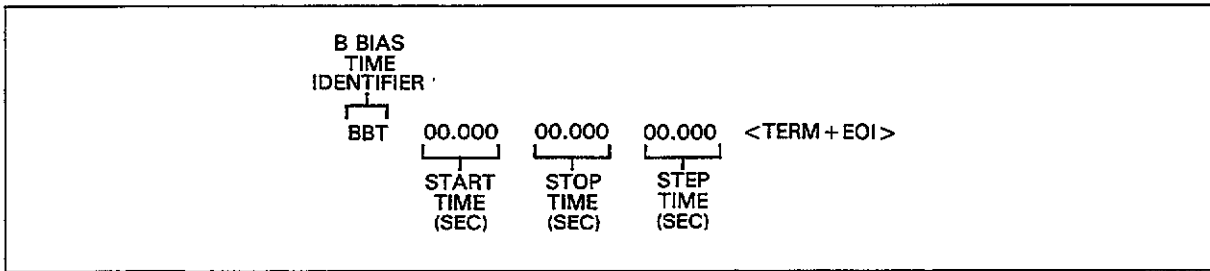 B BIAS
TIME
IDENTIFIER
BBT 00.000 00.000 00.000 <TERM+EOI>
START
TIME
(SEC)
STOP
TIME
(SEC)
STEP
TIME
(SEC)